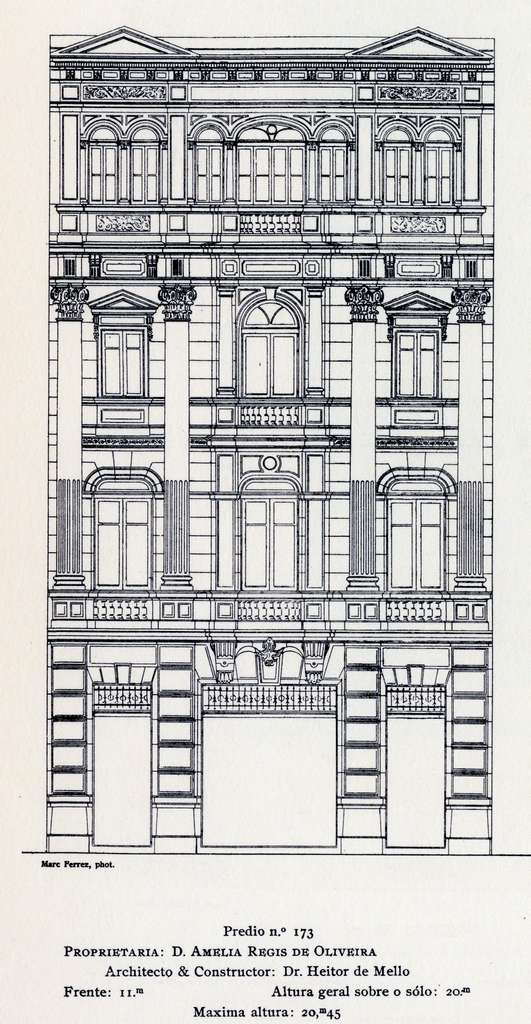 Marc Ferrez, phot.
Predio n.º 173
PROPRIETARIA: D. AMELIA REGIS DE OLIVEIRA
Architecto & Constructor: Dr. Heitor de Mello
Frente: 11.ᵐ Altura geral sobre o sólo: 20.ᵐ
Maxima altura: 20,ᵐ45